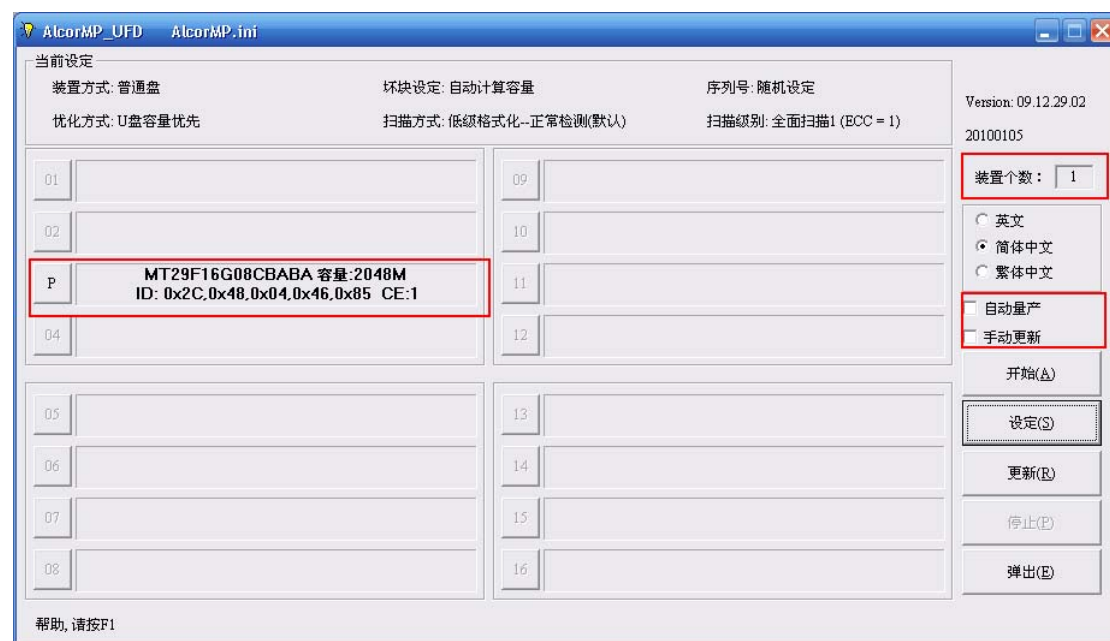 AlcorMP_UFD AlcorMP.ini
当前设定
装置方式: 普通盘 坏块设定: 自动计算容量 序列号: 随机设定
优化方式: U盘容量优先 扫描方式: 低级格式化--正常检测(默认) 扫描级别: 全面扫描1 (ECC = 1)
Version: 09.12.29.02
20100105
装置个数： 1
英文
简体中文
繁体中文
自动量产
手动更新
开始(A)
设定(S)
更新(R)
停止(P)
弹出(E)
01
02
P MT29F16G08CBABA 容量:2048M
ID: 0x2C,0x48,0x04,0x46,0x85 CE:1
04
09
10
11
12
05
06
07
08
13
14
15
16
帮助, 请按F1